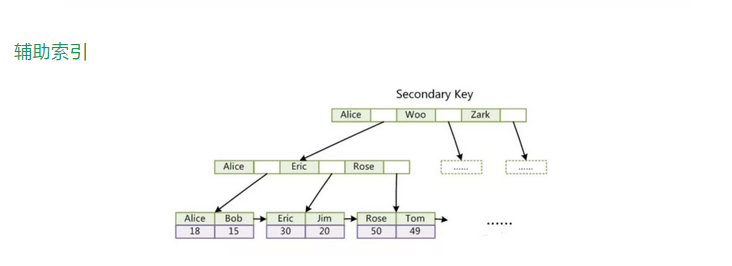 辅助索引
Secondary Key
Alice Woo Zark
Alice Eric Rose ...... ......
Alice Bob Eric Jim Rose Tom ......
18 15 30 20 50 49